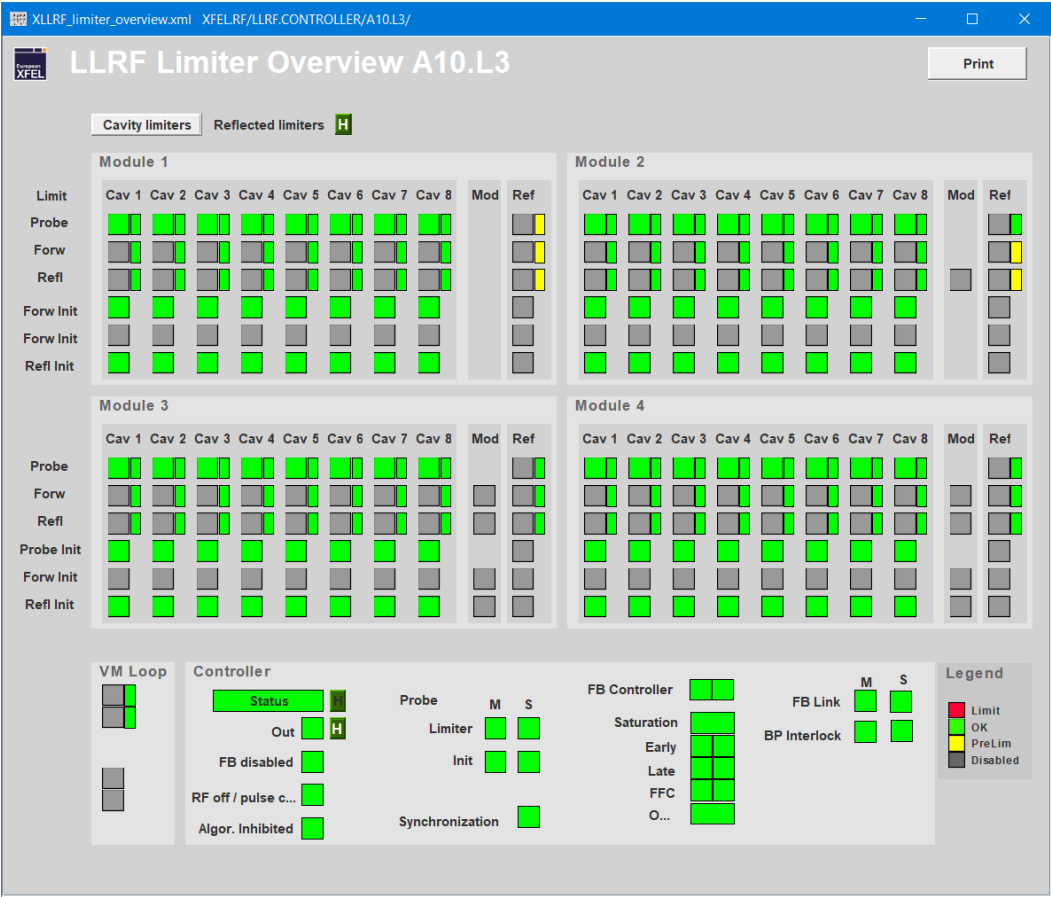 XLLRF_limiter_overview.xml XFEL.RF/LLRF.CONTROLLER/A10.L3/
European
XFEL
LLRF Limiter Overview A10.L3
Print
Cavity limiters Reflected limiters H
Module 1
Module 2
Limit Cav 1 Cav 2 Cav 3 Cav 4 Cav 5 Cav 6 Cav 7 Cav 8 Mod Ref Cav 1 Cav 2 Cav 3 Cav 4 Cav 5 Cav 6 Cav 7 Cav 8 Mod Ref
Probe
Forw
Refl
Forw Init
Forw Init
Refl Init
Module 3
Module 4
Cav 1 Cav 2 Cav 3 Cav 4 Cav 5 Cav 6 Cav 7 Cav 8 Mod Ref Cav 1 Cav 2 Cav 3 Cav 4 Cav 5 Cav 6 Cav 7 Cav 8 Mod Ref
Probe
Forw
Refl
Probe Init
Forw Init
Refl Init
VM Loop
Controller
Status H
Out H
FB disabled
RF off / pulse c...
Algor. Inhibited
Probe M S
Limiter
Init
Synchronization
FB Controller
Saturation
Early
Late
FFC
O...
M S
FB Link
BP Interlock
Legend
Limit
OK
PreLim
Disabled